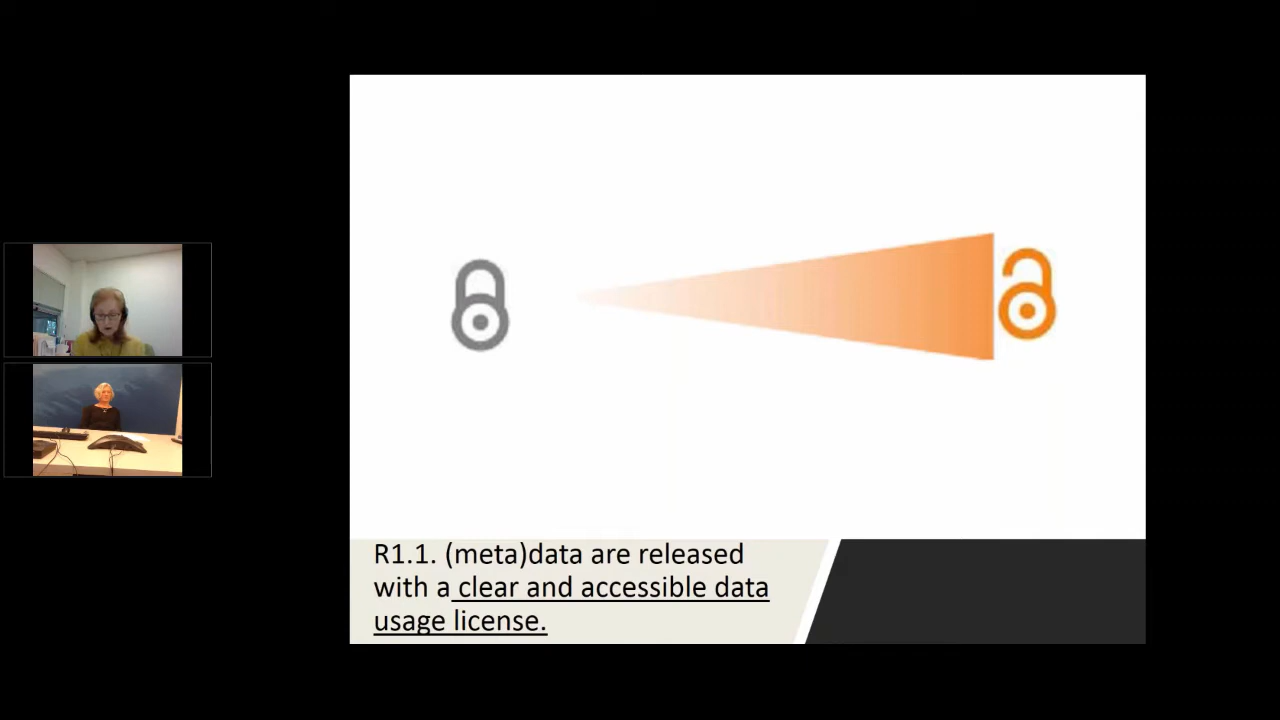 R1.1. (meta)data are released
with a clear and accessible data
usage license.